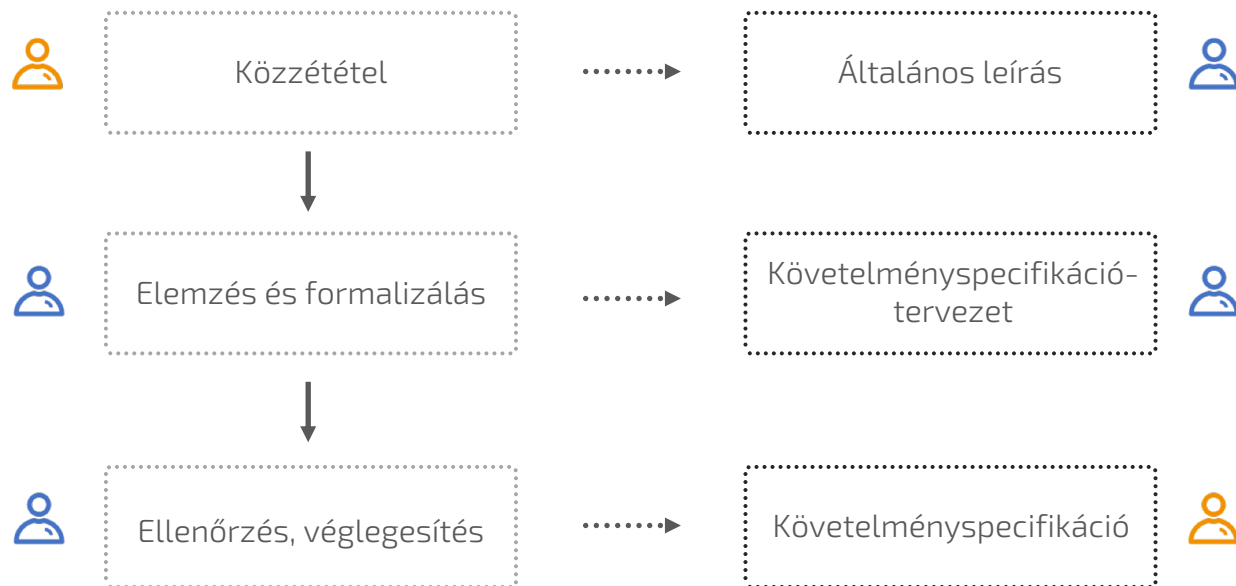 Közzététel
Általános leírás
Elemzés és formalizálás
Követelményspecifikáció-
tervezet
Ellenőrzés, véglegesítés
Követelményspecifikáció